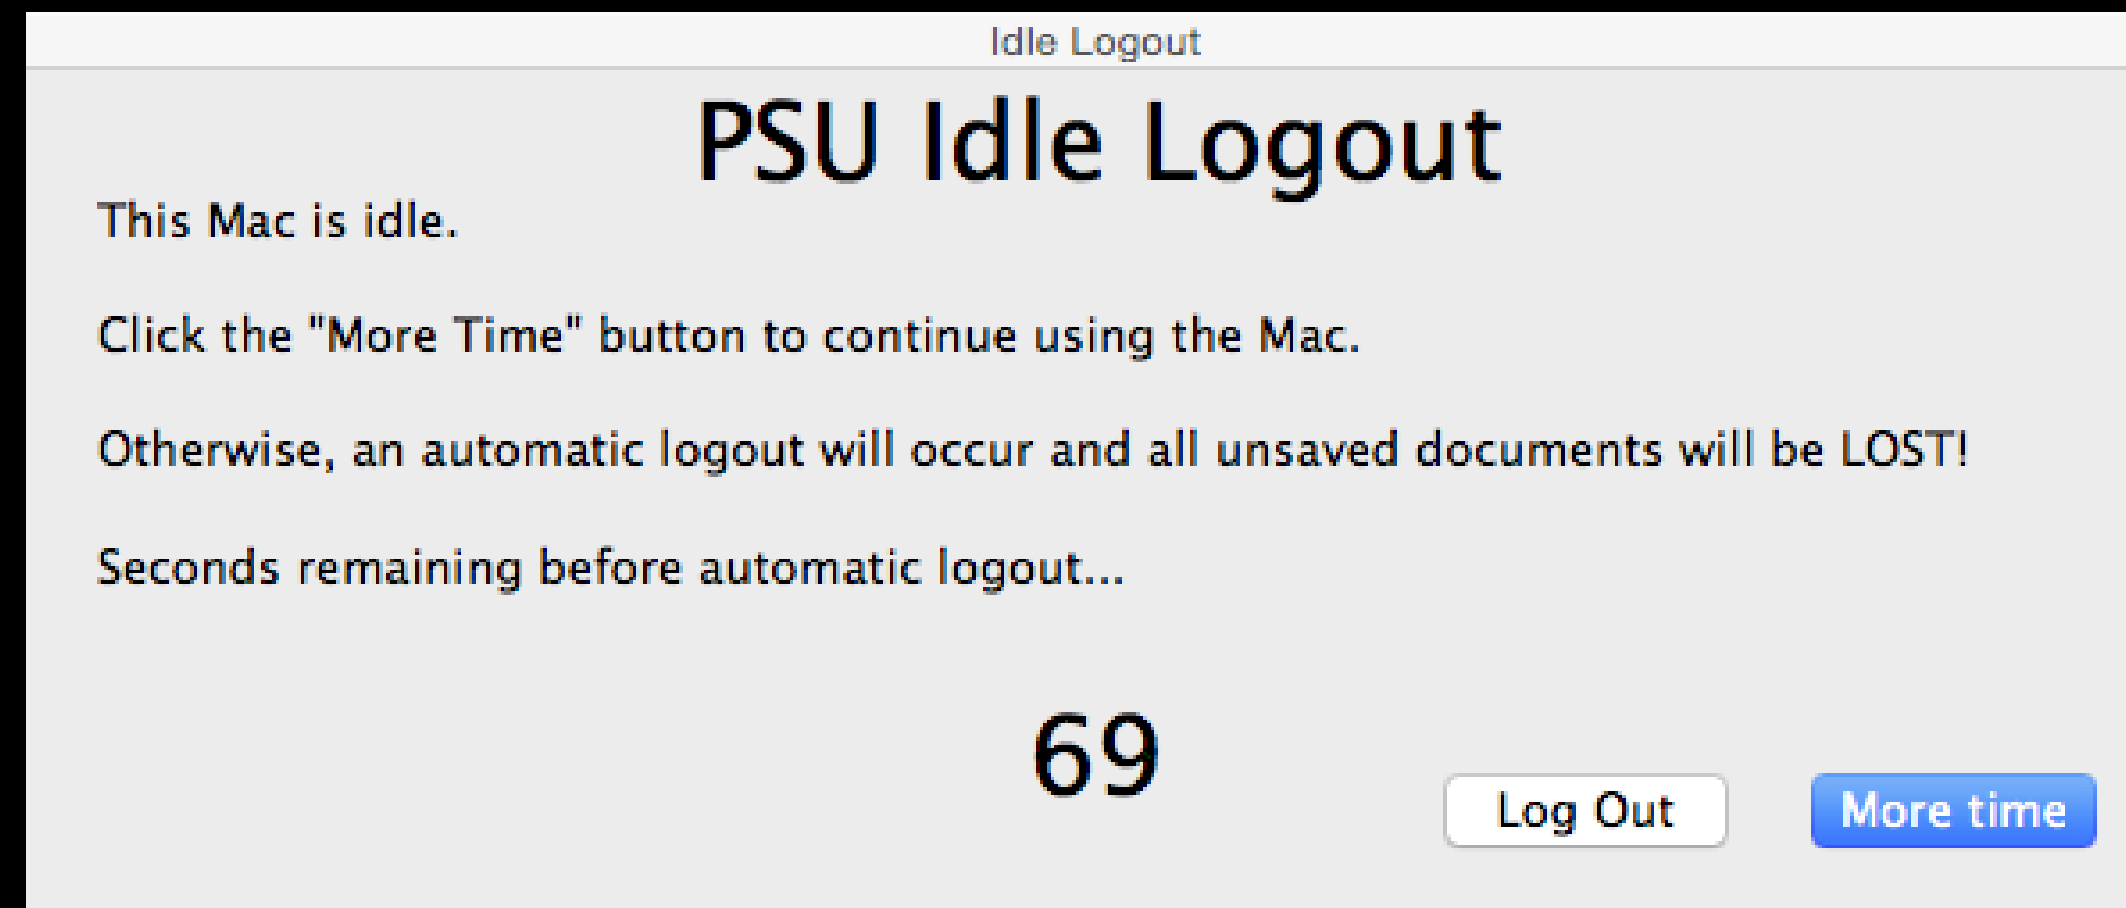 Idle Logout
PSU Idle Logout
This Mac is idle.
Click the "More Time" button to continue using the Mac.
Otherwise, an automatic logout will occur and all unsaved documents will be LOST!
Seconds remaining before automatic logout...
69
Log Out
More time